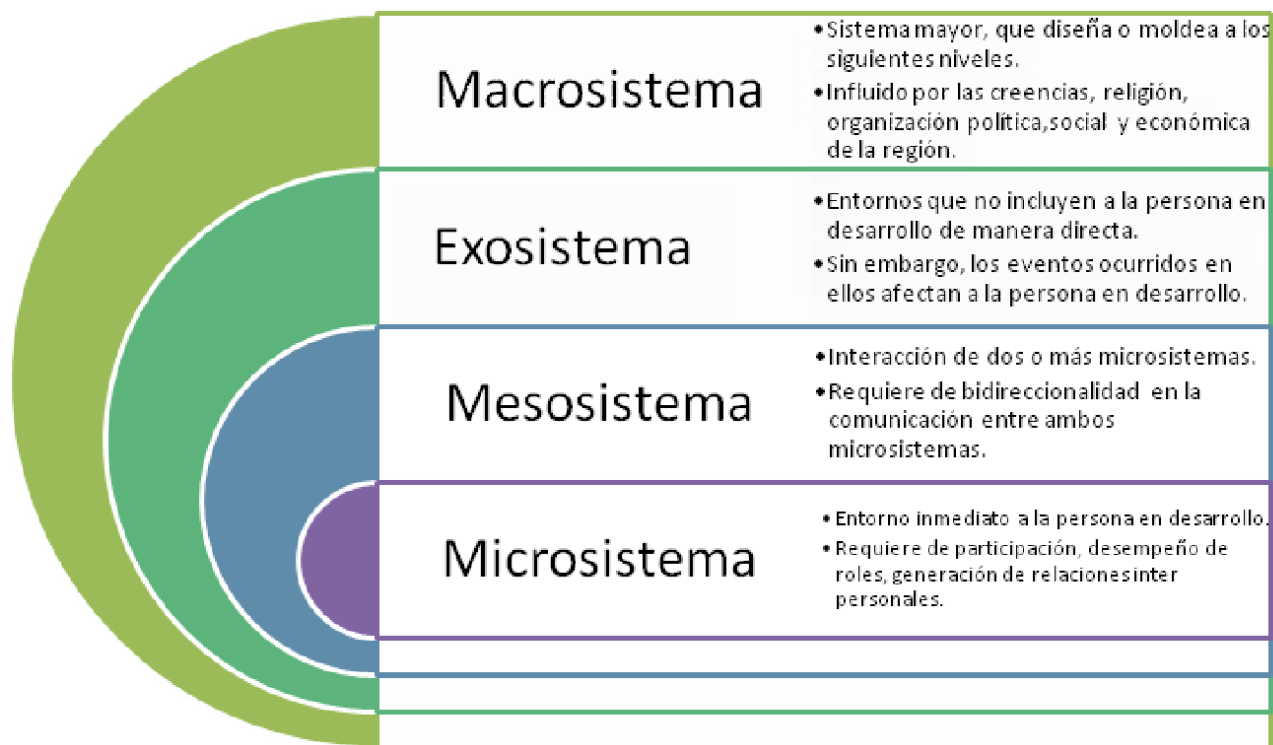 Macrosistema
•Sistema mayor, que diseña o moldea a los
siguientes niveles.
•Influido por las creencias, religión,
organización política,social y económica
de la región.
Exosistema
•Entornos que no incluyen a la persona en
desarrollo de manera directa.
•Sin embargo, los eventos ocurridos en
ellos afectan a la persona en desarrollo.
Mesosistema
•Interacción de dos o más microsistemas.
•Requiere de bidireccionalidad en la
comunicación entre ambos
microsistemas.
Microsistema
•Entorno inmediato a la persona en desarrollo.
•Requiere de participación, desempeño de
roles, generación de relaciones inter
personales.